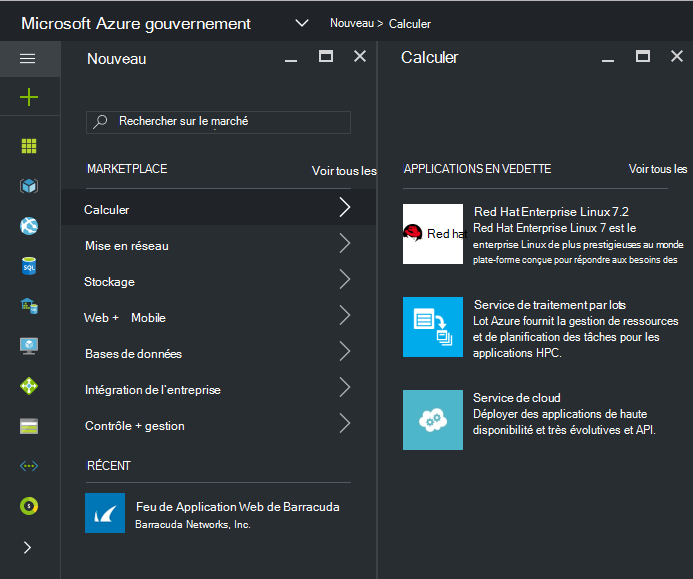 Microsoft Azure gouvernement
Nouveau > Calculer
Nouveau
Rechercher sur le marché
MARKETPLACE
Voir tous les
Calculer
Mise en réseau
Stockage
Web + Mobile
Bases de données
Intégration de l'entreprise
Contrôle + gestion
RÉCENT
Feu de Application Web de Barracuda
Barracuda Networks, Inc.
SQL
Calculer
APPLICATIONS EN VEDETTE
Voir tous les
Red hat
Red Hat Enterprise Linux 7.2
Red Hat Enterprise Linux 7 est le
enterprise Linux de plus prestigieuses au monde
plate-forme conçue pour répondre aux besoins des
Service de traitement par lots
Lot Azure fournit la gestion de ressources
et de planification des tâches pour les
applications HPC.
Service de cloud
Déployer des applications de haute
disponibilité et très évolutives et API.